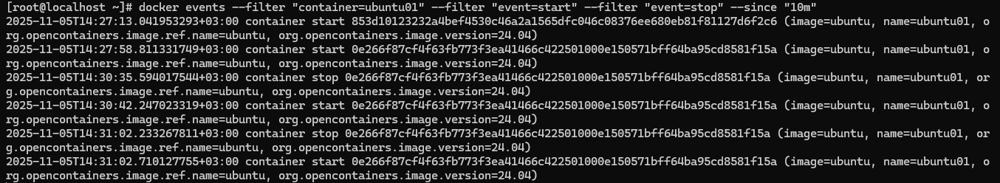 [root@localhost ~]# docker events --filter "container=ubuntu01" --filter "event=start" --filter "event=stop" --since "10m"
2025-11-05T14:27:13.041953293+03:00 container start 853d10123232a4bef4530c46a2a1565dfc046c08376ee680eb81f81127d6f2c6 (image=ubuntu, name=ubuntu01, o
rg.opencontainers.image.ref.name=ubuntu, org.opencontainers.image.version=24.04)
2025-11-05T14:27:58.811331749+03:00 container start 0e266f87cf4f63fb773f3ea41466c422501000e150571bff64ba95cd8581f15a (image=ubuntu, name=ubuntu01, o
rg.opencontainers.image.ref.name=ubuntu, org.opencontainers.image.version=24.04)
2025-11-05T14:30:35.594017544+03:00 container stop 0e266f87cf4f63fb773f3ea41466c422501000e150571bff64ba95cd8581f15a (image=ubuntu, name=ubuntu01, or
g.opencontainers.image.ref.name=ubuntu, org.opencontainers.image.version=24.04)
2025-11-05T14:30:42.247023319+03:00 container start 0e266f87cf4f63fb773f3ea41466c422501000e150571bff64ba95cd8581f15a (image=ubuntu, name=ubuntu01, o
rg.opencontainers.image.ref.name=ubuntu, org.opencontainers.image.version=24.04)
2025-11-05T14:31:02.233267811+03:00 container stop 0e266f87cf4f63fb773f3ea41466c422501000e150571bff64ba95cd8581f15a (image=ubuntu, name=ubuntu01, or
g.opencontainers.image.ref.name=ubuntu, org.opencontainers.image.version=24.04)
2025-11-05T14:31:02.710127755+03:00 container start 0e266f87cf4f63fb773f3ea41466c422501000e150571bff64ba95cd8581f15a (image=ubuntu, name=ubuntu01, o
rg.opencontainers.image.ref.name=ubuntu, org.opencontainers.image.version=24.04)